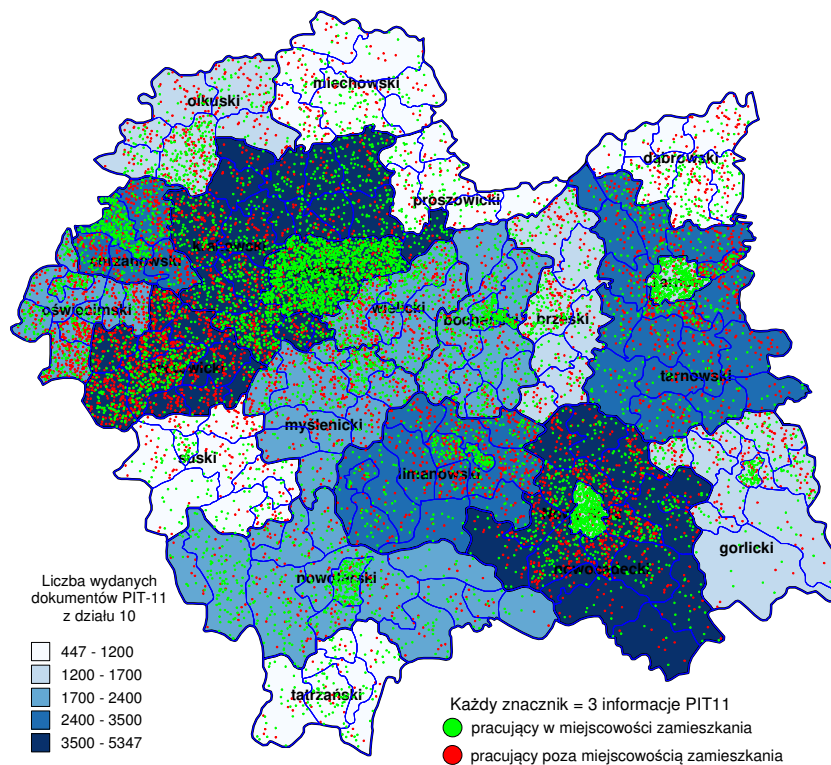 miechowski
olkuski
dąbrowski
proszowicki
oświęcimski
wielicki
brzeski
tarnowski
myślenicki
suski
limanowski
gorlicki
nowotarski
tatrzański
Liczba wydanych
dokumentów PIT-11
z działu 10
447 - 1200
1200 - 1700
1700 - 2400
2400 - 3500
3500 - 5347
Każdy znacznik = 3 informacje PIT11
pracujący w miejscowości zamieszkania
pracujący poza miejscowością zamieszkania